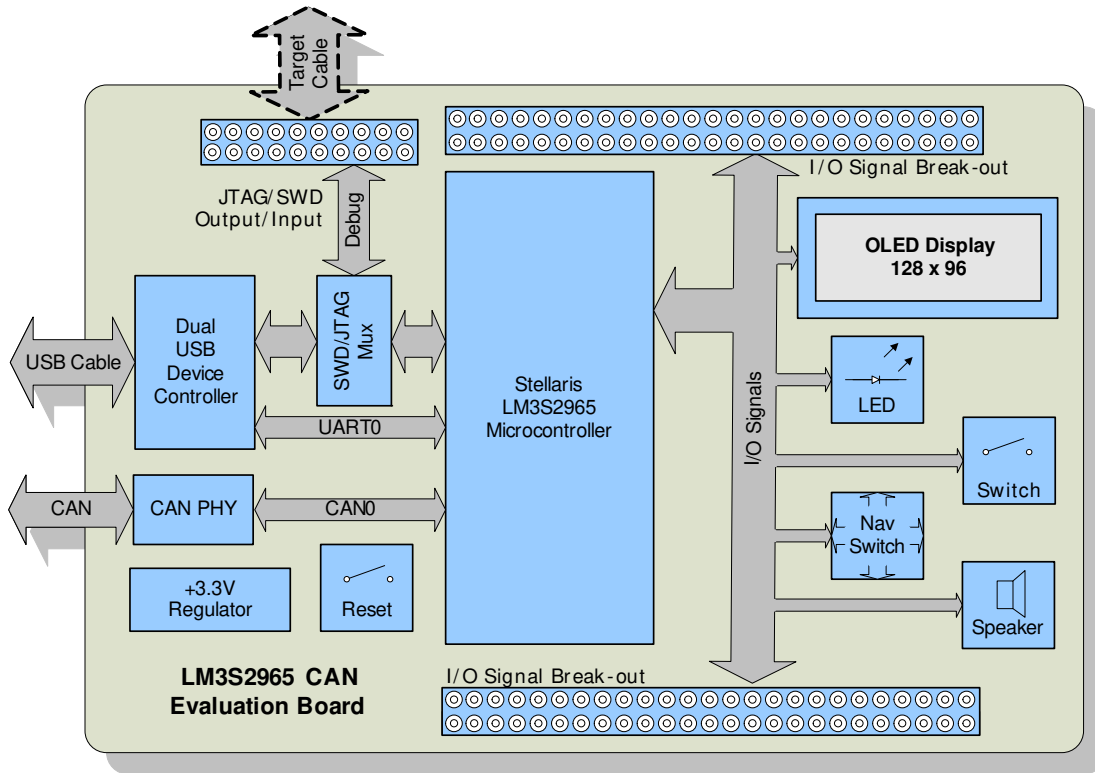 Target
Cable
I/O Signal Break-out
JTAG/SWD
Output/Input
Debug
OLED Display
128 x 96
Dual
USB
Device
Controller
SWD/JTAG
Mux
USB Cable
Stellaris
LM3S2965
Microcontroller
I/O Signals
LED
UART0
Switch
CAN
CAN PHY
CAN0
Nav
Switch
+3.3V
Regulator
Reset
Speaker
LM3S2965 CAN
Evaluation Board
I/O Signal Break-out